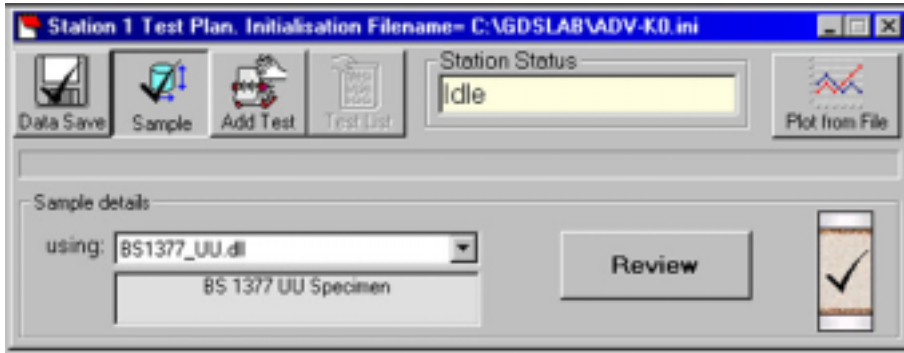 Station 1 Test Plan. Initialisation Filename= C:\GDSLAB\ADV-K0.ini
Data Save
Sample
Add Test
Test List
Station Status
Idle
Plot from File
Sample details
using:
BS1377_UU.dll
BS 1377 UU Specimen
Review